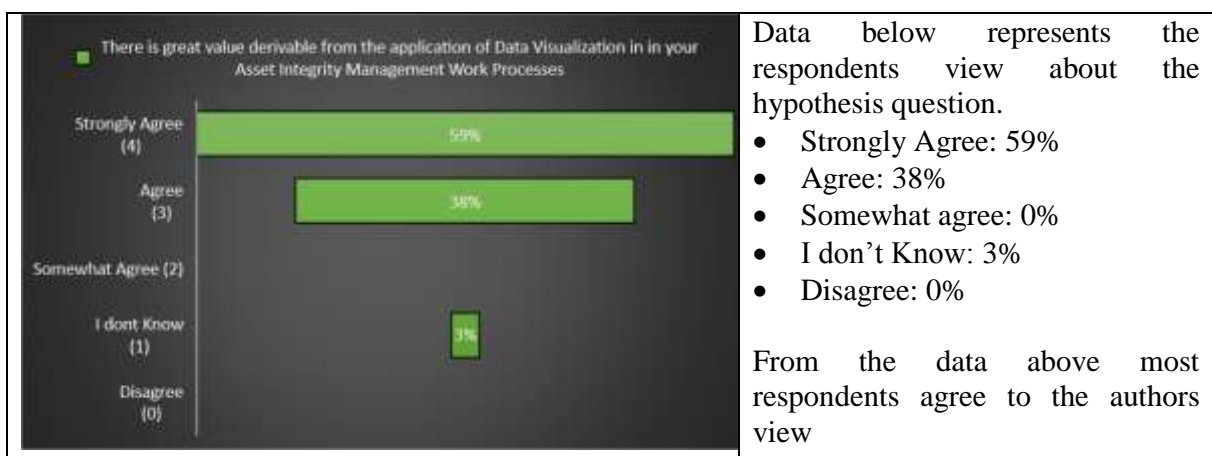 There is great value derivable from the application of Data Visualization in in your
Asset Integrity Management Work Processes
Strongly Agree
(4)
59%
Agree
(3)
38%
Somewhat Agree (2)
I dont Know
(1)
3%
Disagree
(0)
Data below represents the
respondents view about the
hypothesis question.
• Strongly Agree: 59%
• Agree: 38%
• Somewhat agree: 0%
• I don’t Know: 3%
• Disagree: 0%
From the data above most
respondents agree to the authors
view